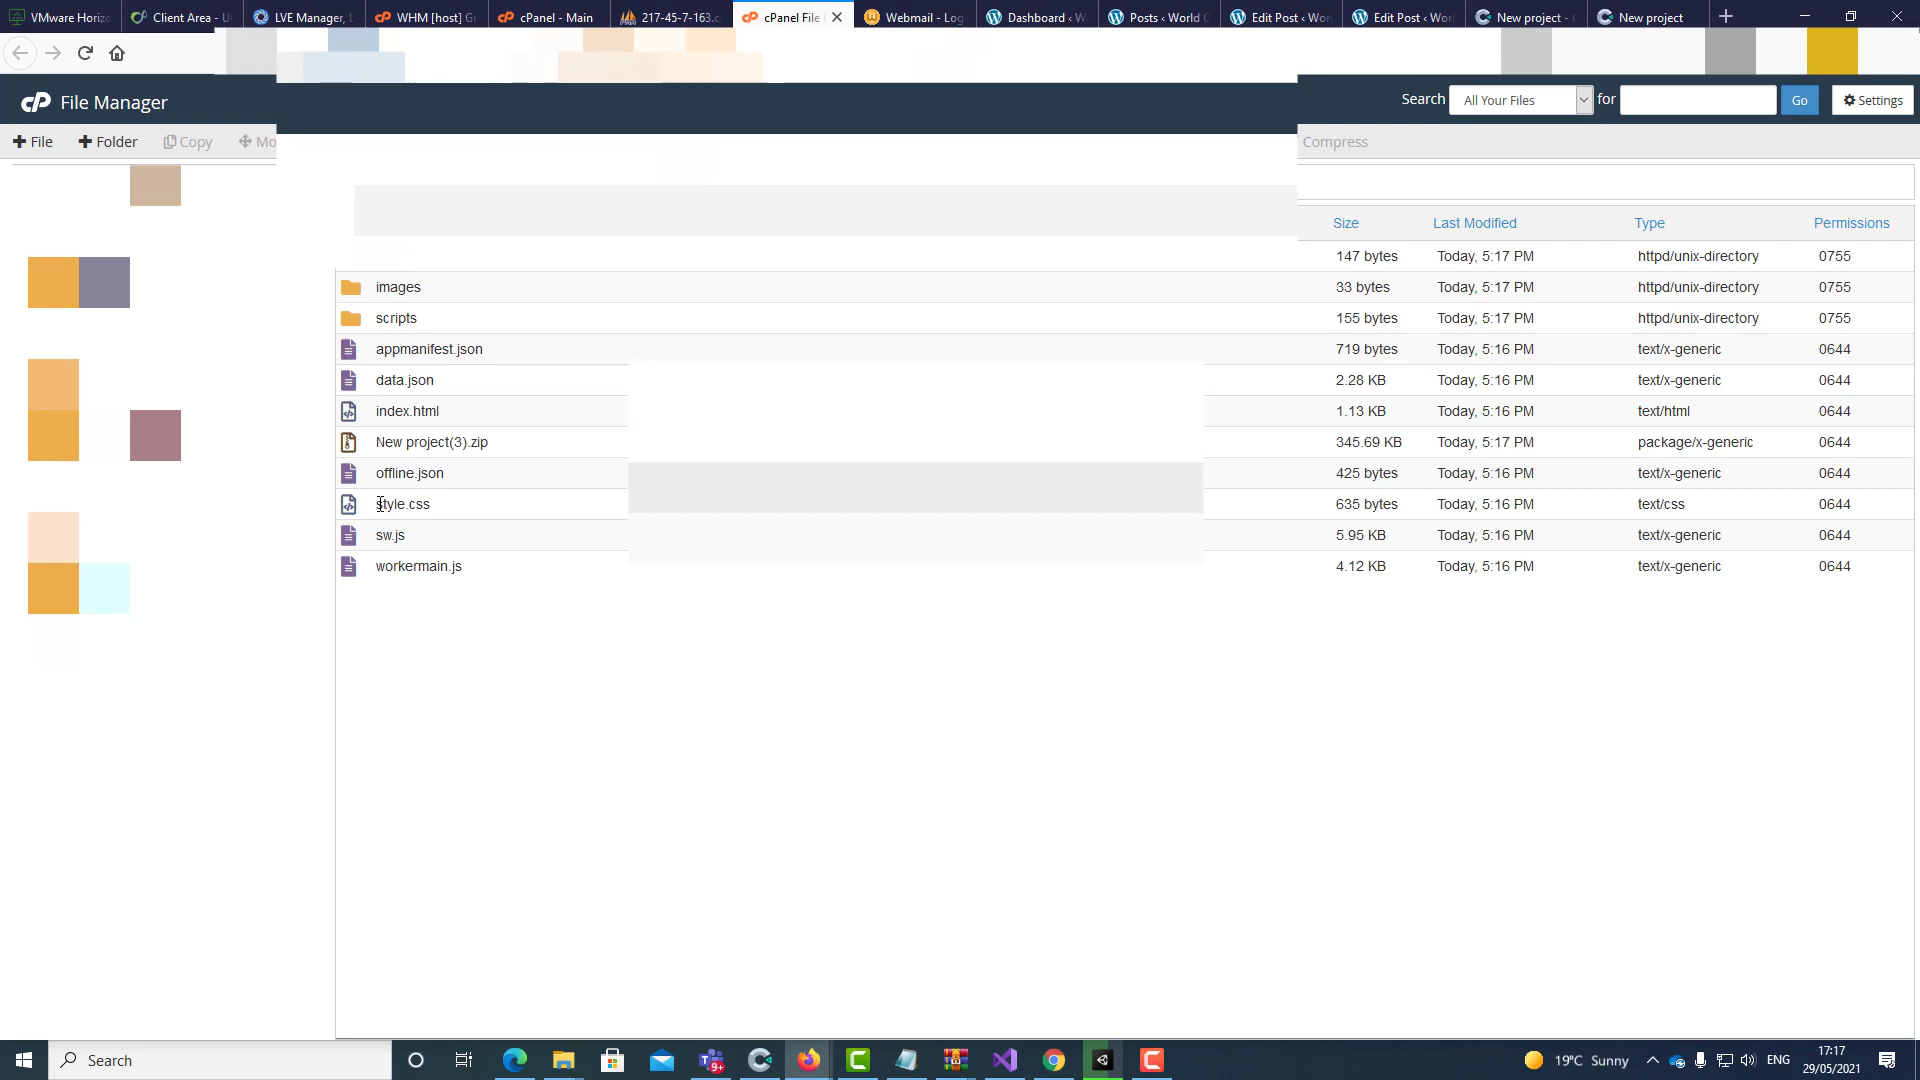 VMware Horiz
Client Area - U
LVE Manager,
WHM [host] G
cPanel - Main
217-45-7-163.c
cPanel File
Webmail - Log
Dashboard ‹ W
Posts ‹ World G
Edit Post ‹ Wor
Edit Post ‹ Wor
New project -
New project
cP File Manager
Search
All Your Files
for
Go
Settings
File
Folder
Copy
Mo
Compress
Size
Last Modified
Type
Permissions
147 bytes Today, 5:17 PM httpd/unix-directory 0755
images 33 bytes Today, 5:17 PM httpd/unix-directory 0755
scripts 155 bytes Today, 5:17 PM httpd/unix-directory 0755
appmanifest.json 719 bytes Today, 5:16 PM text/x-generic 0644
data.json 2.28 KB Today, 5:16 PM text/x-generic 0644
index.html 1.13 KB Today, 5:16 PM text/html 0644
New project(3).zip 345.69 KB Today, 5:17 PM package/x-generic 0644
offline.json 425 bytes Today, 5:16 PM text/x-generic 0644
style.css 635 bytes Today, 5:16 PM text/css 0644
sw.js 5.95 KB Today, 5:16 PM text/x-generic 0644
workermain.js 4.12 KB Today, 5:16 PM text/x-generic 0644
Search
9+
19°C Sunny
ENG
17:17
29/05/2021